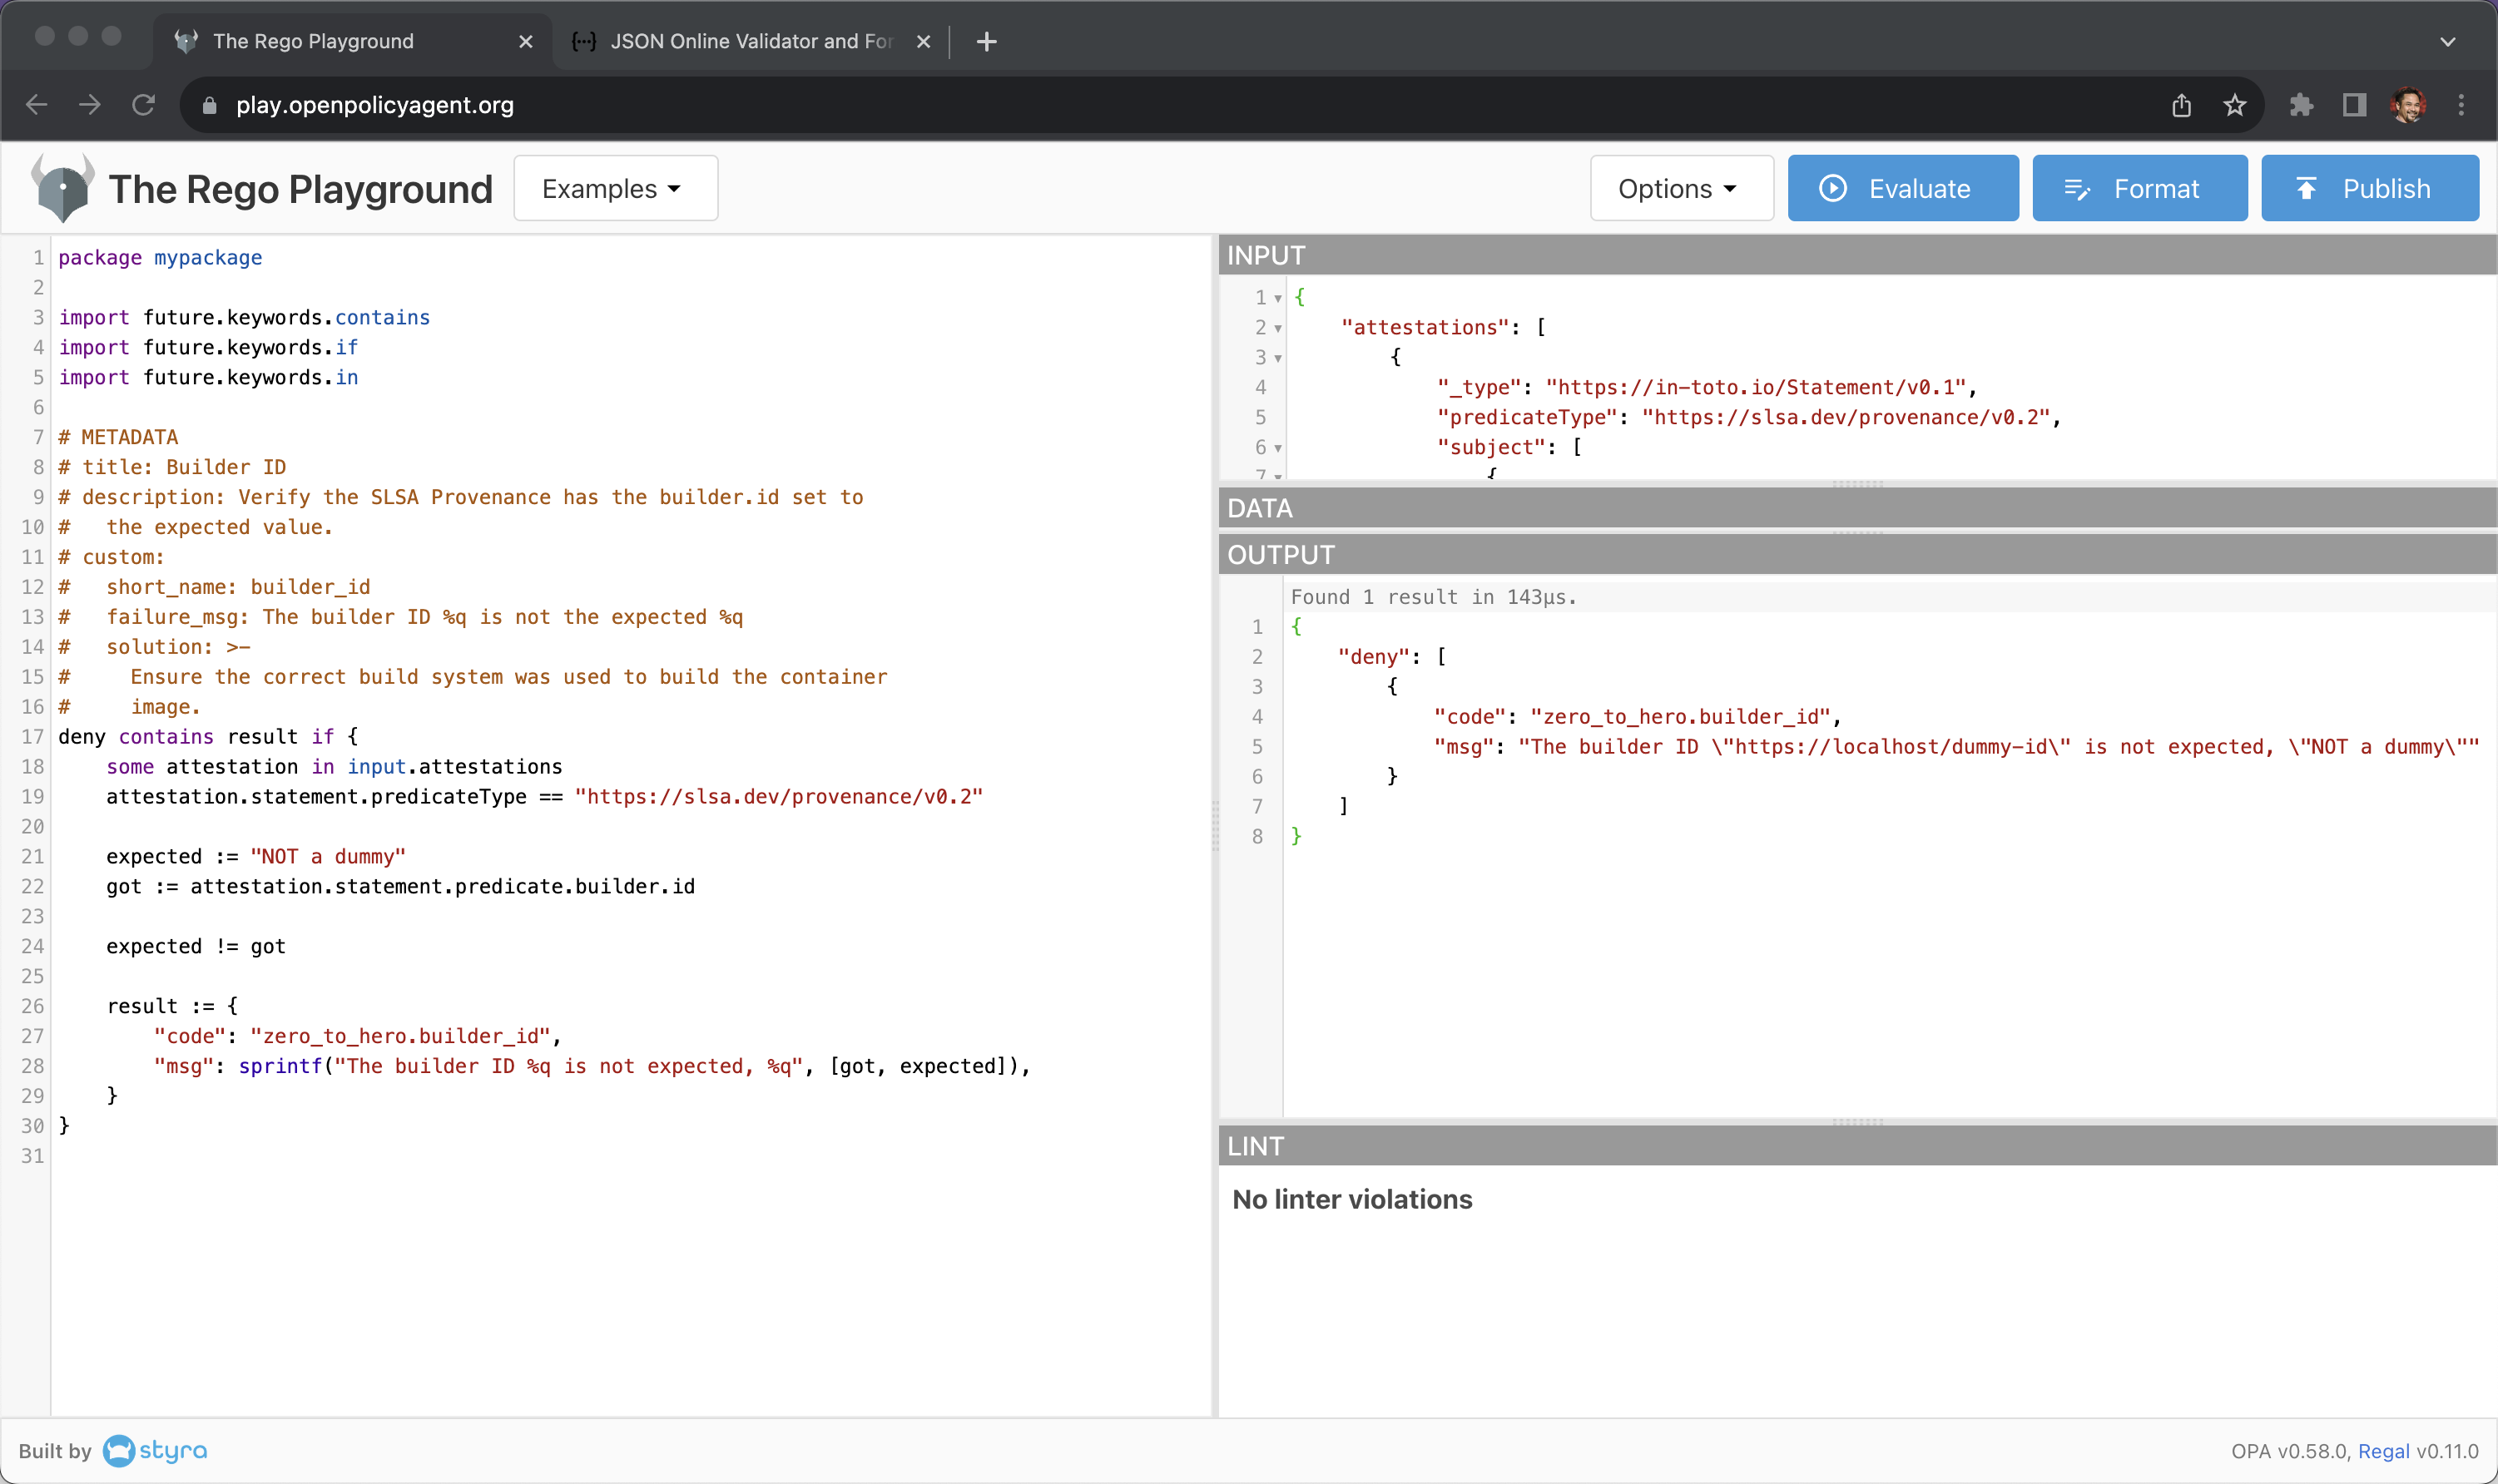 The Rego Playground
{···} JSON Online Validator and For
play.openpolicyagent.org
The Rego Playground
Examples
Options
Evaluate
Format
Publish
1 package mypackage
2
3 import future.keywords.contains
4 import future.keywords.if
5 import future.keywords.in
6
7 # METADATA
8 # title: Builder ID
9 # description: Verify the SLSA Provenance has the builder.id set to
10 #   the expected value.
11 # custom:
12 #   short_name: builder_id
13 #   failure_msg: The builder ID %q is not the expected %q
14 #   solution: >-
15 #     Ensure the correct build system was used to build the container
16 #     image.
17 deny contains result if {
18     some attestation in input.attestations
19     attestation.statement.predicateType == "https://slsa.dev/provenance/v0.2"
20
21     expected := "NOT a dummy"
22     got := attestation.statement.predicate.builder.id
23
24     expected != got
25
26     result := {
27         "code": "zero_to_hero.builder_id",
28         "msg": sprintf("The builder ID %q is not expected, %q", [got, expected]),
29     }
30 }
31
INPUT
1 {
2     "attestations": [
3         {
4             "_type": "https://in-toto.io/Statement/v0.1",
5             "predicateType": "https://slsa.dev/provenance/v0.2",
6             "subject": [
7                 {
DATA
OUTPUT
Found 1 result in 143µs.
1 {
2     "deny": [
3         {
4             "code": "zero_to_hero.builder_id",
5             "msg": "The builder ID \"https://localhost/dummy-id\" is not expected, \"NOT a dummy\""
6         }
7     ]
8 }
LINT
No linter violations
Built by styra
OPA v0.58.0, Regal v0.11.0